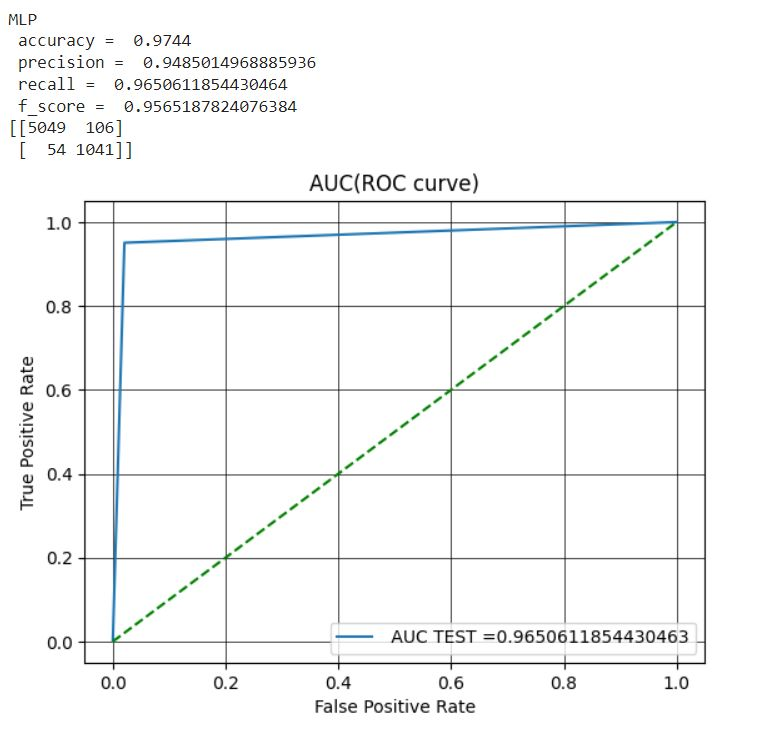 MLP
accuracy =  0.9744
precision =  0.9485014968885936
recall =  0.9650611854430464
f_score =  0.9565187824076384
[[5049  106]
[  54 1041]]
AUC(ROC curve)
1.0
0.8
0.6
0.4
0.2
0.0
True Positive Rate
AUC TEST =0.9650611854430463
0.0 0.2 0.4 0.6 0.8 1.0
False Positive Rate